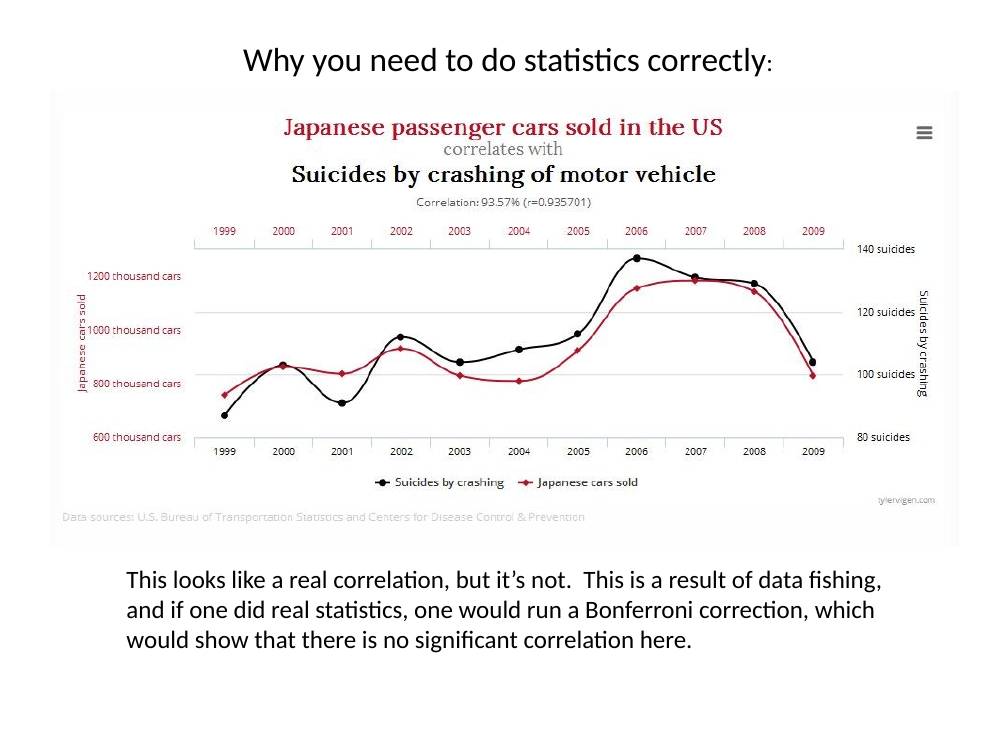 Why you need to do statistics correctly:
Japanese passenger cars sold in the US
correlates with
Suicides by crashing of motor vehicle
Correlation: 93.57% (r=0.935701)
1999 2000 2001 2002 2003 2004 2005 2006 2007 2008 2009
140 suicides
1200 thousand cars
120 suicides
1000 thousand cars
100 suicides
800 thousand cars
600 thousand cars
80 suicides
Japanese cars sold
Suicides by crashing
1999 2000 2001 2002 2003 2004 2005 2006 2007 2008 2009
Suicides by crashing Japanese cars sold
tylervigen.com
Data sources: U.S. Bureau of Transportation Statistics and Centers for Disease Control & Prevention
This looks like a real correlation, but it’s not.  This is a result of data fishing,
and if one did real statistics, one would run a Bonferroni correction, which
would show that there is no significant correlation here.